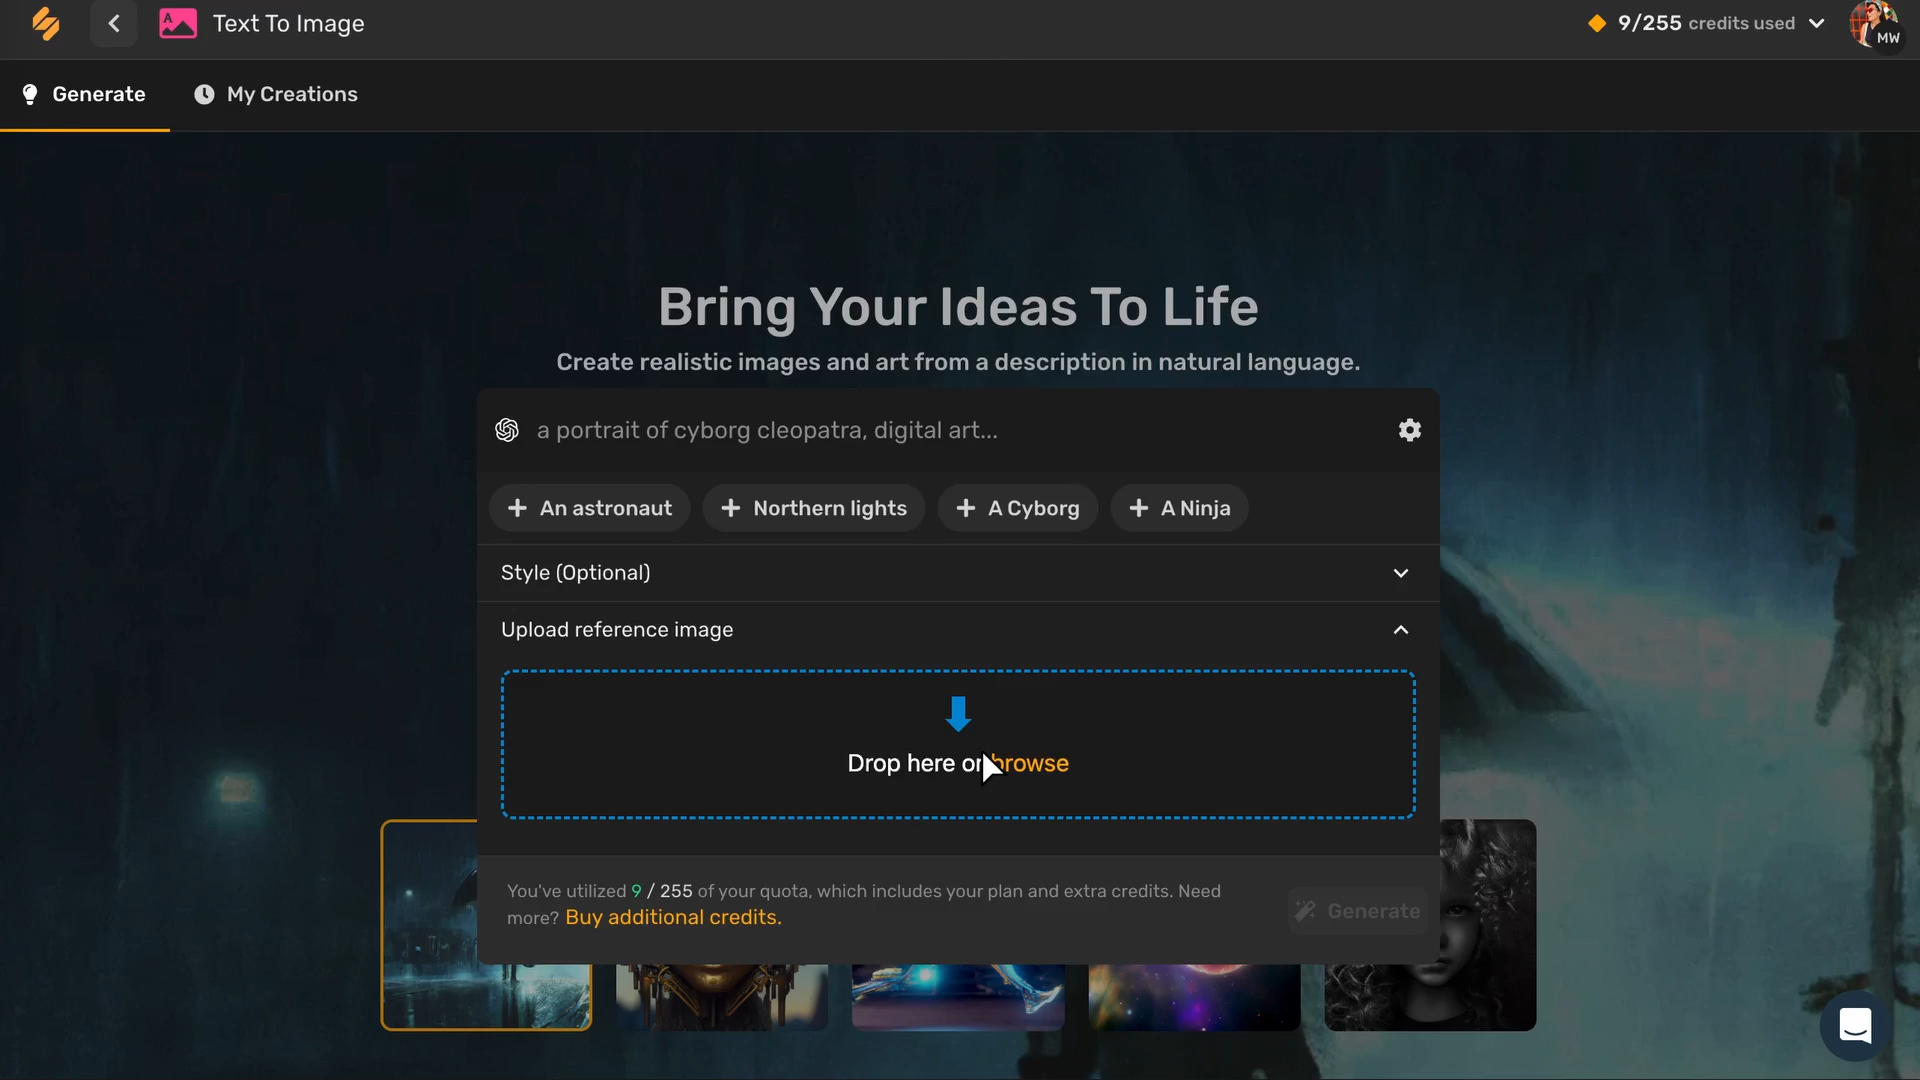 Text To Image
9/255 credits used
MW
Generate
My Creations
Bring Your Ideas To Life
Create realistic images and art from a description in natural language.
a portrait of cyborg cleopatra, digital art...
An astronaut
Northern lights
A Cyborg
A Ninja
Style (Optional)
Upload reference image
Drop here or browse
You've utilized 9 / 255 of your quota, which includes your plan and extra credits. Need
more? Buy additional credits.
Generate